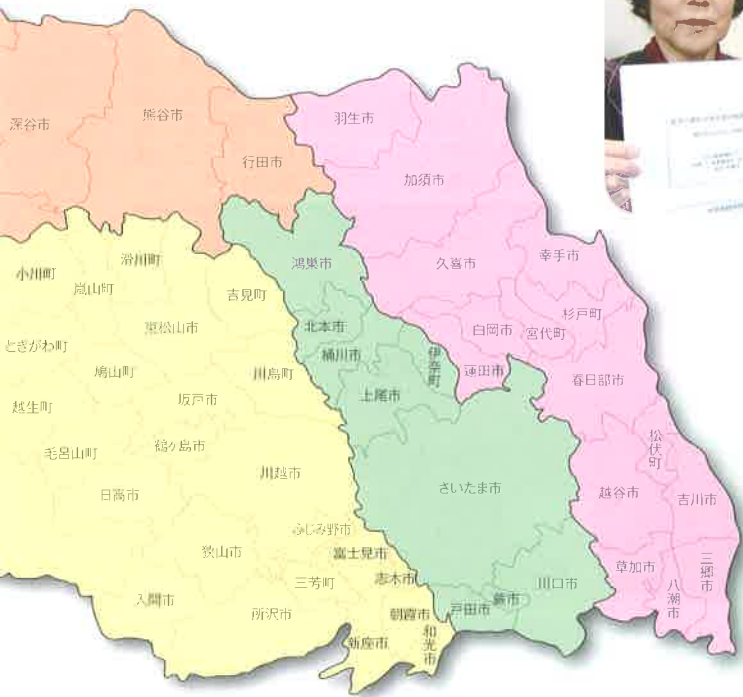 深谷市
熊谷市
行田市
羽生市
加須市
鴻巣市
久喜市
幸手市
小川町
嵐山町
滑川町
吉見町
東松山市
北本市
桶川市
伊奈町
白岡市
宮代町
杉戸町
ときがわ町
鳩山町
川島町
上尾市
蓮田市
春日部市
越生町
坂戸市
毛呂山町
鶴ヶ島市
川越市
さいたま市
松伏町
越谷市
吉川市
日高市
ふじみ野市
狭山市
富士見市
三芳町
志木市
入間市
所沢市
朝霞市
新座市
和光市
戸田市
蕨市
川口市
草加市
八潮市
三郷市